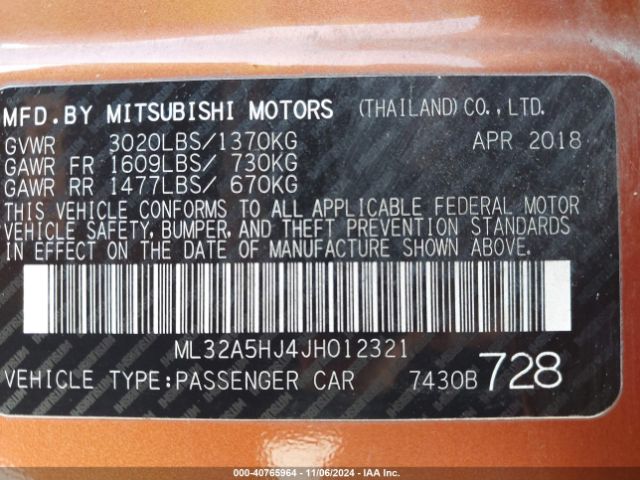 MFD.BY MITSUBISHI MOTORS (THAILAND)CO.,LTD.
GVWR 3020LBS/1370KG APR 2018
GAWR FR 1609LBS/ 730KG
GAWR RR 1477LBS/ 670KG
THIS VEHICLE CONFORMS TO ALL APPLICABLE FEDERAL MOTOR
VEHICLE SAFETY, BUMPER, AND THEFT PREVENTION STANDARDS
IN EFFECT ON THE DATE OF MANUFACTURE SHOWN ABOVE.
ML32A5HJ4JH012321
VEHICLE TYPE:PASSENGER CAR 7430B 728
000-40765964 - 11/06/2024 - IAA Inc.